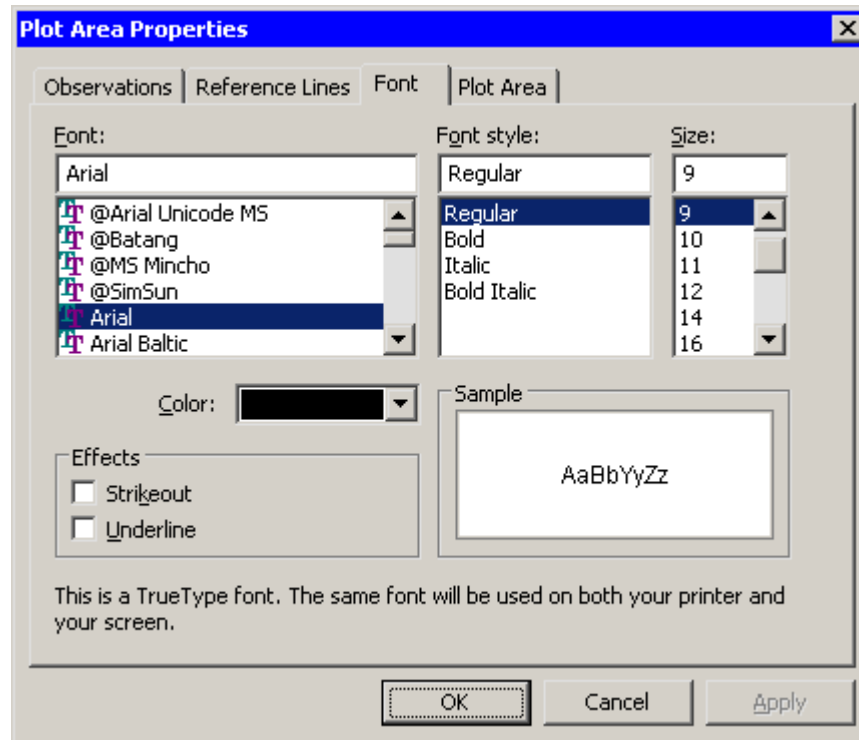 Plot Area Properties
Observations
Reference Lines
Font
Plot Area
Font:
Font style:
Size:
Arial
Regular
9
@Arial Unicode MS
@Batang
@MS Mincho
@SimSun
Arial
Arial Baltic
Regular
Bold
Italic
Bold Italic
9
10
11
12
14
16
Color:
Sample
AaBbYyZz
Effects
Strikeout
Underline
This is a TrueType font. The same font will be used on both your printer and
your screen.
OK
Cancel
Apply